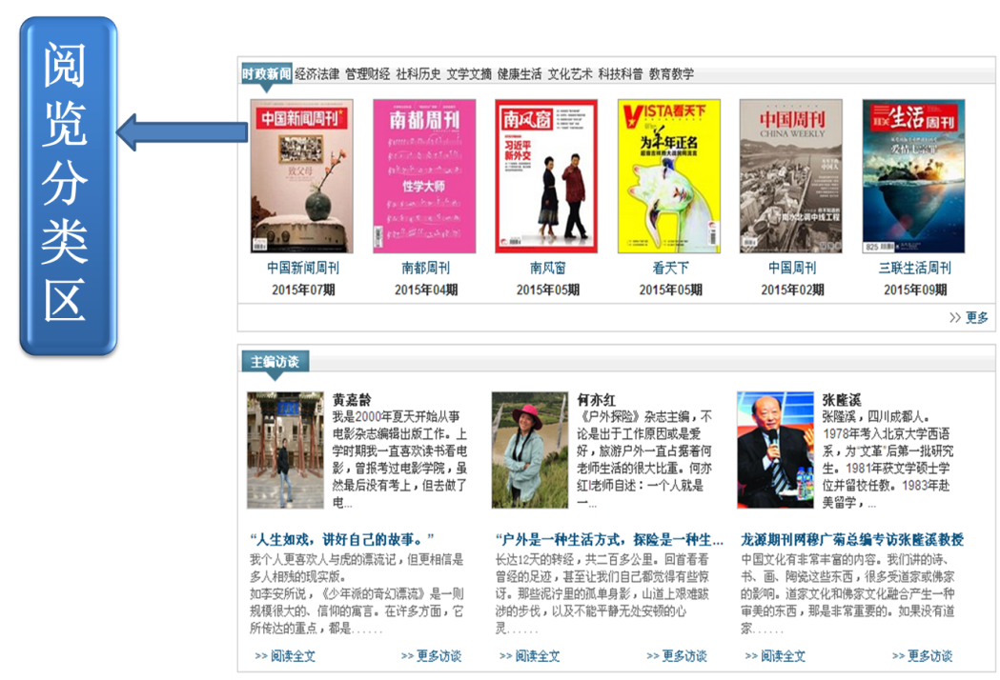 阅览分类区
时政新闻 经济法律 管理财经 社科历史 文学文摘 健康生活 文化艺术 科技科普 教育教学
中国新闻周刊
致父母
南都周刊
性学大师
南风窗
习近平
新外交
VISTA看天下
为羊年正名
中国周刊
CHINA WEEKLY
南水北调中线工程
三联生活周刊
爱情七宗罪
825
中国新闻周刊 南都周刊 南风窗 看天下 中国周刊 三联生活周刊
2015年07期 2015年04期 2015年05期 2015年05期 2015年02期 2015年09期
>> 更多
主编访谈
黄嘉龄
我是2000年夏天开始从事
电影杂志编辑出版工作。上
学时期我一直喜欢读书看电
影，曾报考过电影学院，虽
然最后没有考上，但去做了
电...
“人生如戏，讲好自己的故事。”
我个人更喜欢人与虎的漂流记，但更相信是
多人相残的现实版。
如李安所说，《少年派的奇幻漂流》是一则
规模很大的、信仰的寓言。在许多方面，它
所传达的重点，都是......
>> 阅读全文 >> 更多访谈
何亦红
《户外探险》杂志主编，不
论是出于工作原因或是爱
好，旅游户外一直占据着何
老师生活的很大比重。何亦
红!老师自述：一个人就是
一...
“户外是一种生活方式，探险是一种生...
长达12天的转经，共二百多公里。回首看看
曾经的足迹，甚至让我们自己都觉得有些惊
讶。那些泥泞里的孤单身影，山道上艰难跋
涉的步伐，以及不能平静无处安顿的心
灵......
>> 阅读全文 >> 更多访谈
张隆溪
张隆溪，四川成都人。
1978年考入北京大学西语
系，为“文革”后第一批研究
生。1981年获文学硕士学
位并留校任教。1983年赴
美留学，...
龙源期刊网穆广菊总编专访张隆溪教授
中国文化有非常丰富的内容。我们讲的诗、
书、画、陶瓷这些东西，很多受道家或佛家
的影响。道家文化和佛家文化融合产生一种
审美的东西，那是非常重要的。如果没有道
家......
>> 阅读全文 >> 更多访谈